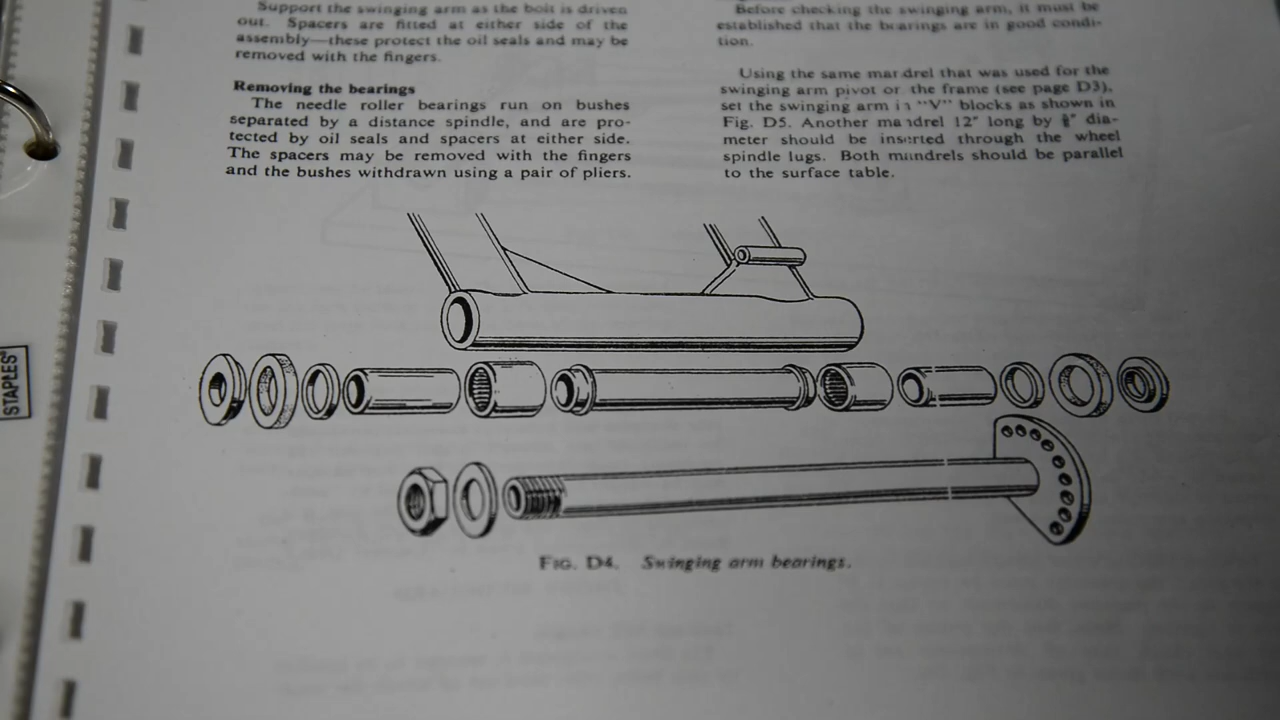 Support the swinging arm as the bolt is driven
out. Spacers are fitted at either side of the
assembly—these protect the oil seals and may be
removed with the fingers.
Removing the bearings
The needle roller bearings run on bushes
separated by a distance spindle, and are pro-
tected by oil seals and spacers at either side.
The spacers may be removed with the fingers
and the bushes withdrawn using a pair of pliers.
Before checking the swinging arm, it must be
established that the bearings are in good condi-
tion.
Using the same mandrel that was used for the
swinging arm pivot on the frame (see page D3),
set the swinging arm in "V" blocks as shown in
Fig. D5. Another mandrel 12" long by dia-
meter should be inserted through the wheel
spindle lugs. Both mandrels should be parallel
to the surface table.
FIG. D4. Swinging arm bearings.
STAPLES